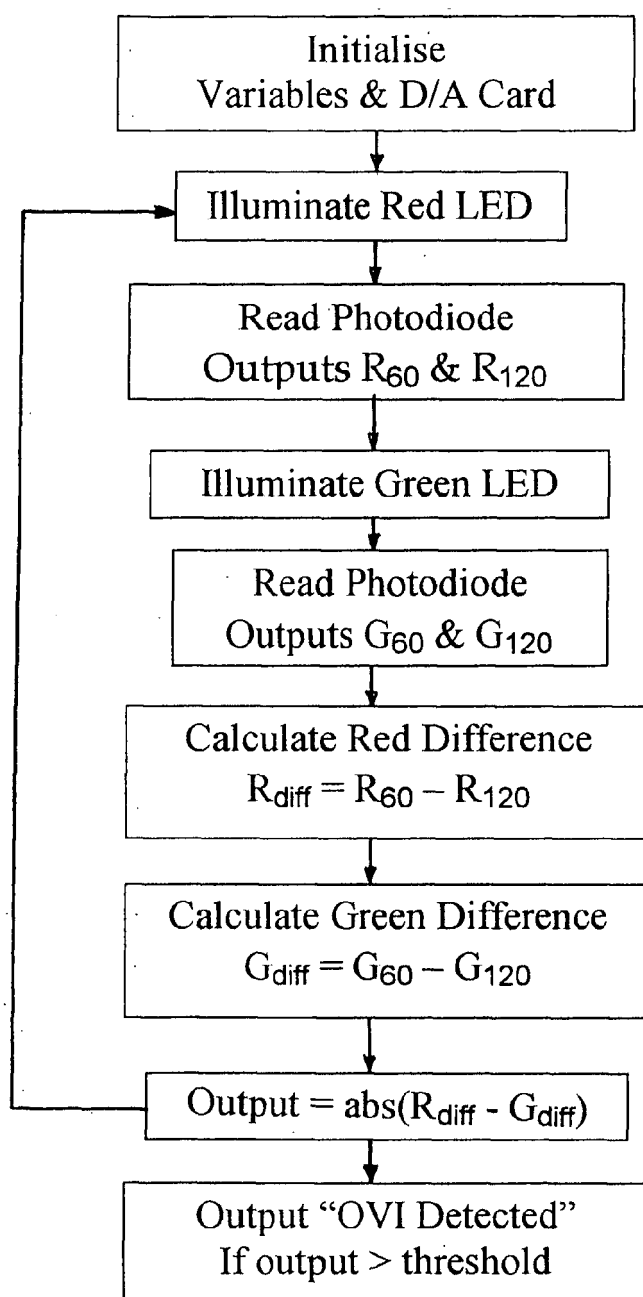 Initialise
Variables & D/A Card
Illuminate Red LED
Read Photodiode
Outputs R60 & R120
Illuminate Green LED
Read Photodiode
Outputs G60 & G120
Calculate Red Difference
Rdiff = R60 – R120
Calculate Green Difference
Gdiff = G60 – G120
Output = abs(Rdiff - Gdiff)
Output “OVI Detected”
If output > threshold